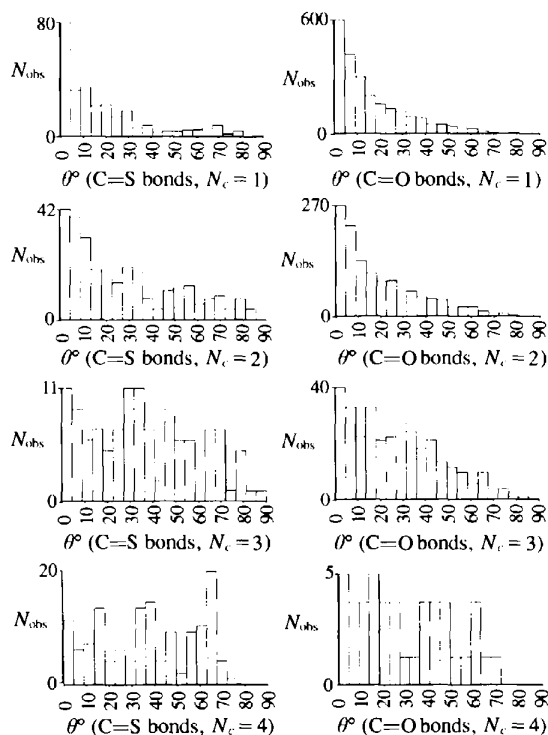 80
N_obs
0
0 10 20 30 40 50 60 70 80 90
θ° (C=S bonds, N_c = 1)
600
N_obs
0
0 10 20 30 40 50 60 70 80 90
θ° (C=O bonds, N_c = 1)
42
N_obs
0
0 10 20 30 40 50 60 70 80 90
θ° (C=S bonds, N_c = 2)
270
N_obs
0
0 10 20 30 40 50 60 70 80 90
θ° (C=O bonds, N_c = 2)
11
N_obs
0
0 10 20 30 40 50 60 70 80 90
θ° (C=S bonds, N_c = 3)
40
N_obs
0
0 10 20 30 40 50 60 70 80 90
θ° (C=O bonds, N_c = 3)
20
N_obs
0
0 10 20 30 40 50 60 70 80 90
θ° (C=S bonds, N_c = 4)
5
N_obs
0
0 10 20 30 40 50 60 70 80 90
θ° (C=O bonds, N_c = 4)